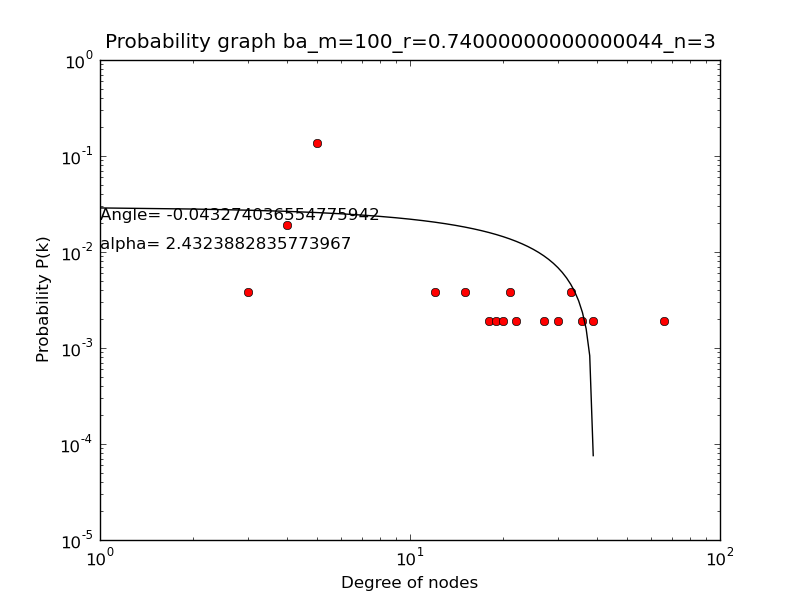 Probability graph ba_m=100_r=0.74000000000000044_n=3
10^0
10^-1
Angle= -0.043274036554775942
alpha= 2.4323882835773967
10^-2
Probability P(k)
10^-3
10^-4
10^-5
10^0 10^1 10^2
Degree of nodes